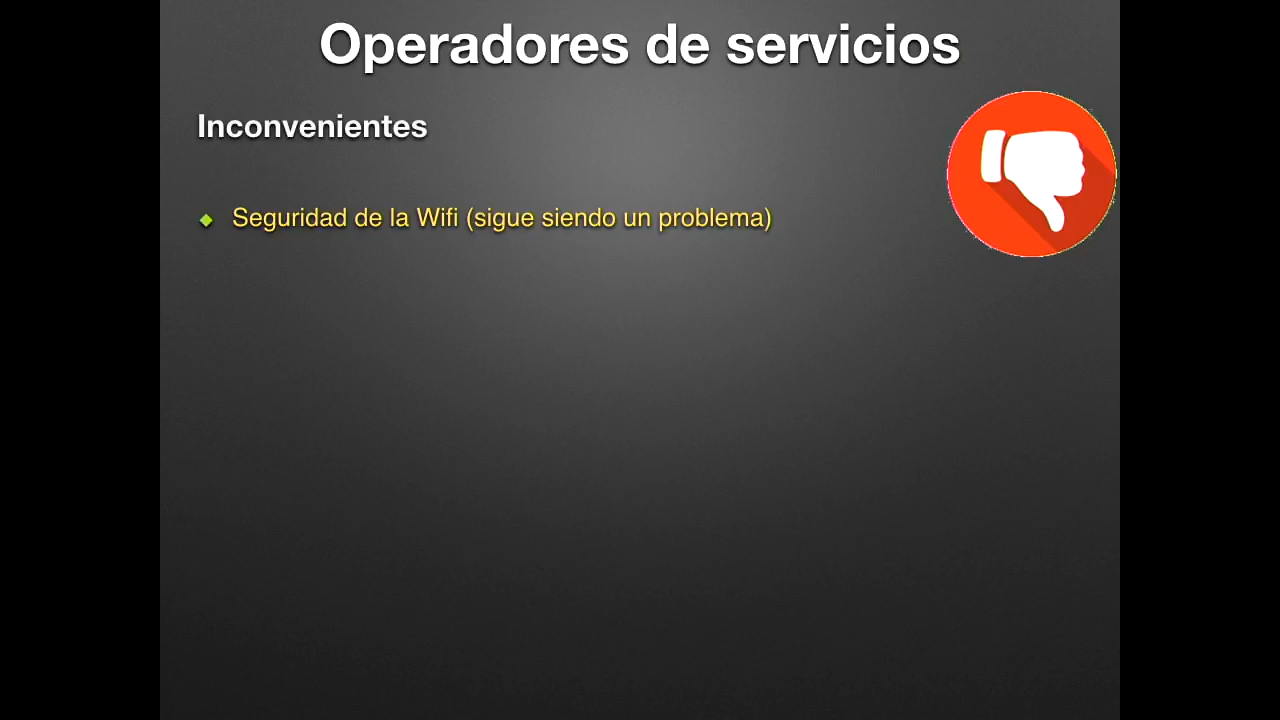 Operadores de servicios
Inconvenientes
Seguridad de la Wifi (sigue siendo un problema)